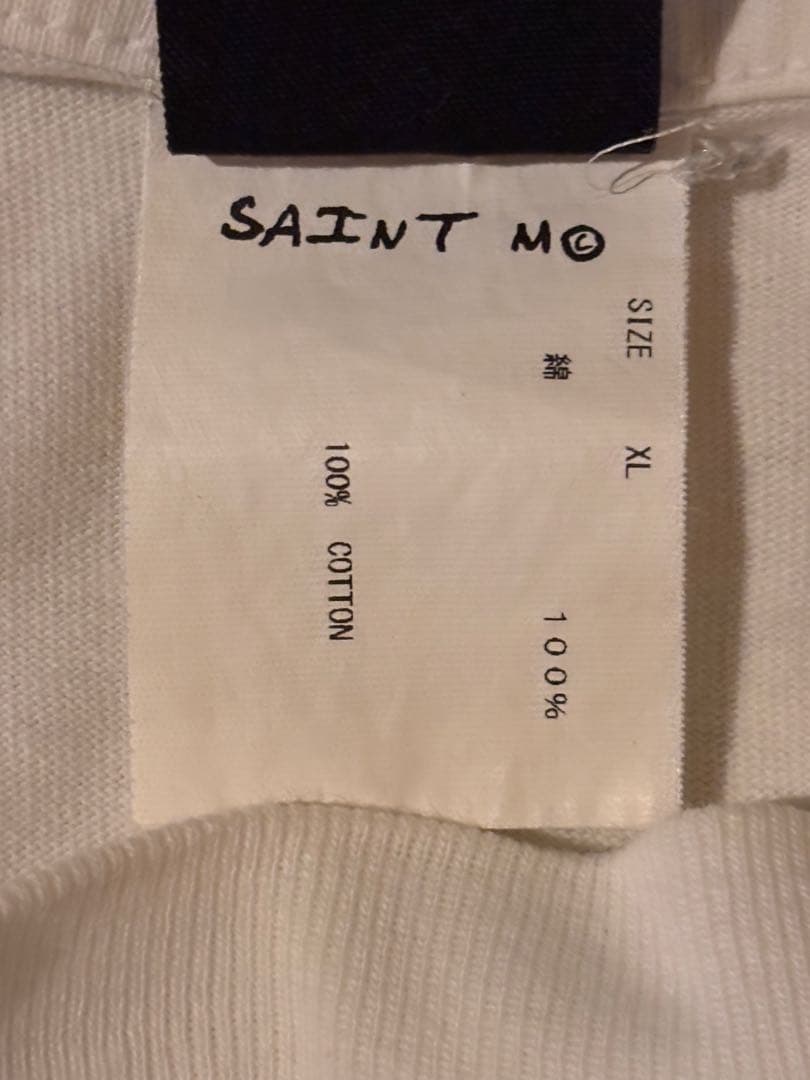 SAINT M©
SIZE XL
綿 100%
100% COTTON